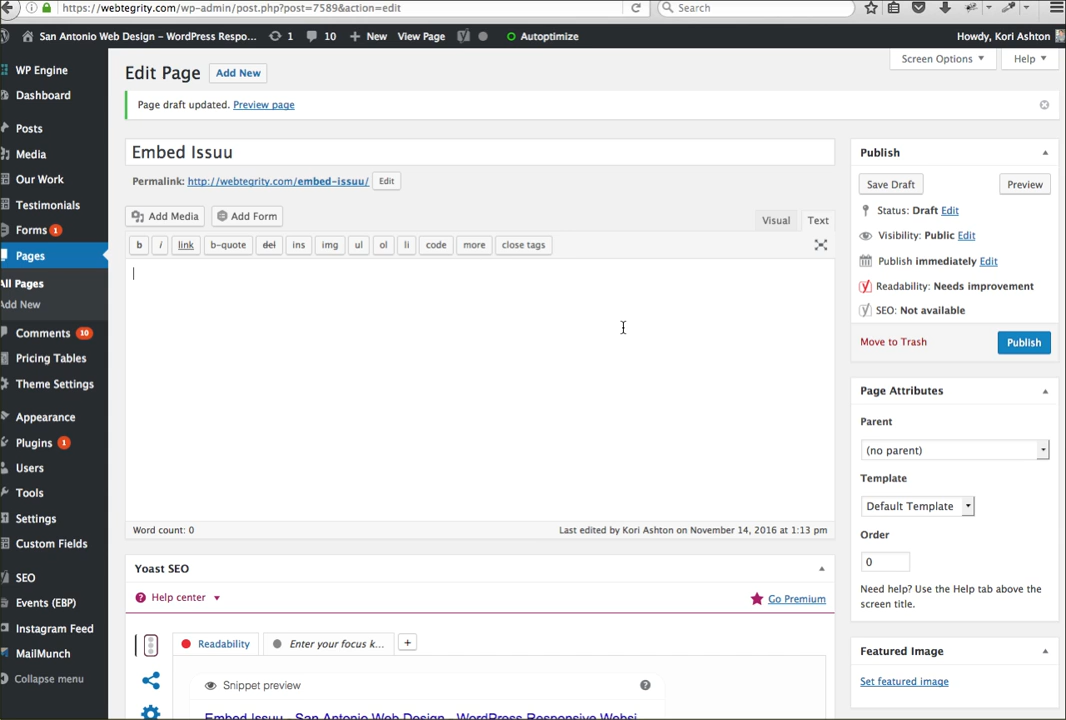 https://webtegrity.com/wp-admin/post.php?post=7589&action=edit
Search
San Antonio Web Design – WordPress Respo... 1 10 New View Page Autoptimize
Howdy, Kori Ashton
WP Engine
Dashboard
Posts
Media
Our Work
Testimonials
Forms 1
Pages
All Pages
Add New
Comments 10
Pricing Tables
Theme Settings
Appearance
Plugins 1
Users
Tools
Settings
Custom Fields
SEO
Events (EBP)
Instagram Feed
MailMunch
Collapse menu
Screen Options Help
Edit Page Add New
Page draft updated. Preview page
Embed Issuu
Permalink: http://webtegrity.com/embed-issuu/ Edit
Add Media Add Form
Visual Text
b i link b-quote del ins img ul ol li code more close tags
Word count: 0
Last edited by Kori Ashton on November 14, 2016 at 1:13 pm
Yoast SEO
Help center
Go Premium
Readability Enter your focus k... +
Snippet preview
Embed Issuu - San Antonio Web Design - WordPress Responsive Websi
Publish
Save Draft Preview
Status: Draft Edit
Visibility: Public Edit
Publish immediately Edit
Readability: Needs improvement
SEO: Not available
Move to Trash Publish
Page Attributes
Parent
(no parent)
Template
Default Template
Order
0
Need help? Use the Help tab above the
screen title.
Featured Image
Set featured image